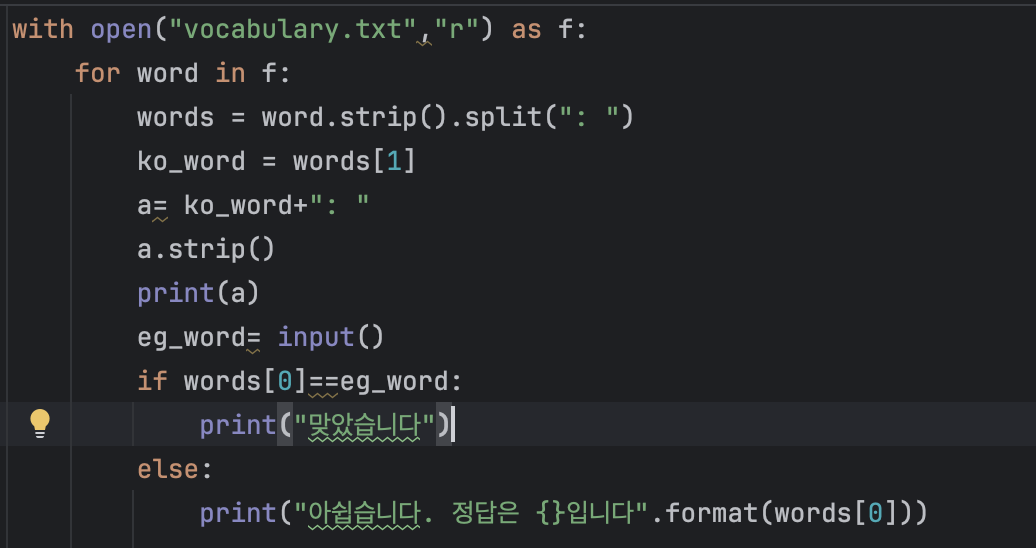 with open("vocabulary.txt","r") as f:
    for word in f:
        words = word.strip().split(": ")
        ko_word = words[1]
        a= ko_word+": "
        a.strip()
        print(a)
        eg_word= input()
        if words[0]==eg_word:
            print("맞았습니다")
        else:
            print("아쉽습니다. 정답은 {}입니다".format(words[0]))